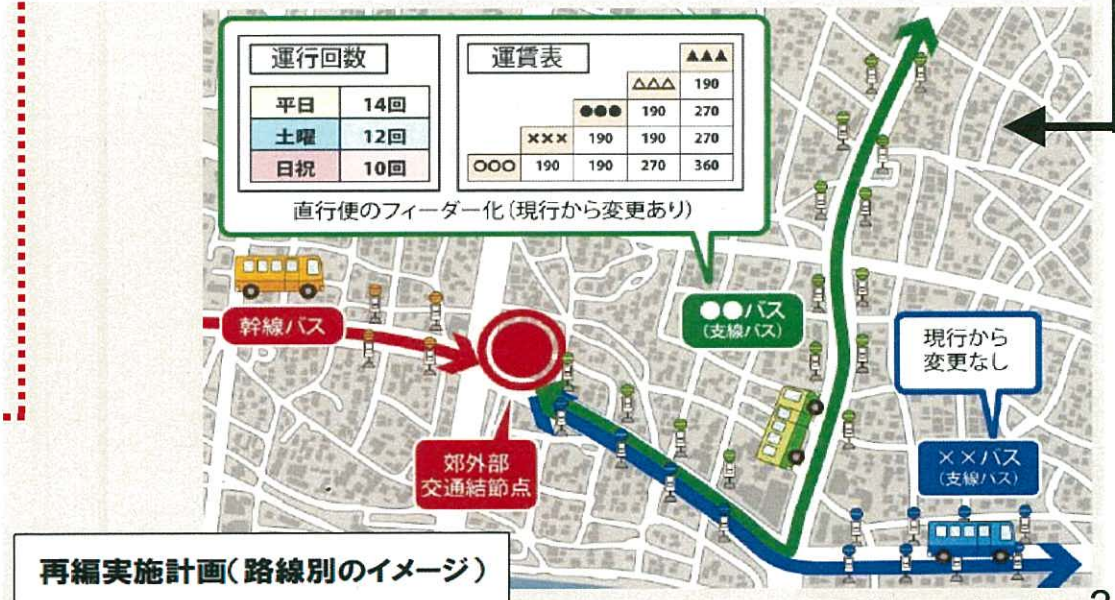 運行回数
平日 14回
土曜 12回
日祝 10回
運賃表
▲▲▲
△△△ 190
●●● 190 270
××× 190 190 270
○○○ 190 190 270 360
直行便のフィーダー化(現行から変更あり)
幹線バス
●●バス
(支線バス)
現行から
変更なし
郊外部
交通結節点
××バス
(支線バス)
再編実施計画(路線別のイメージ)